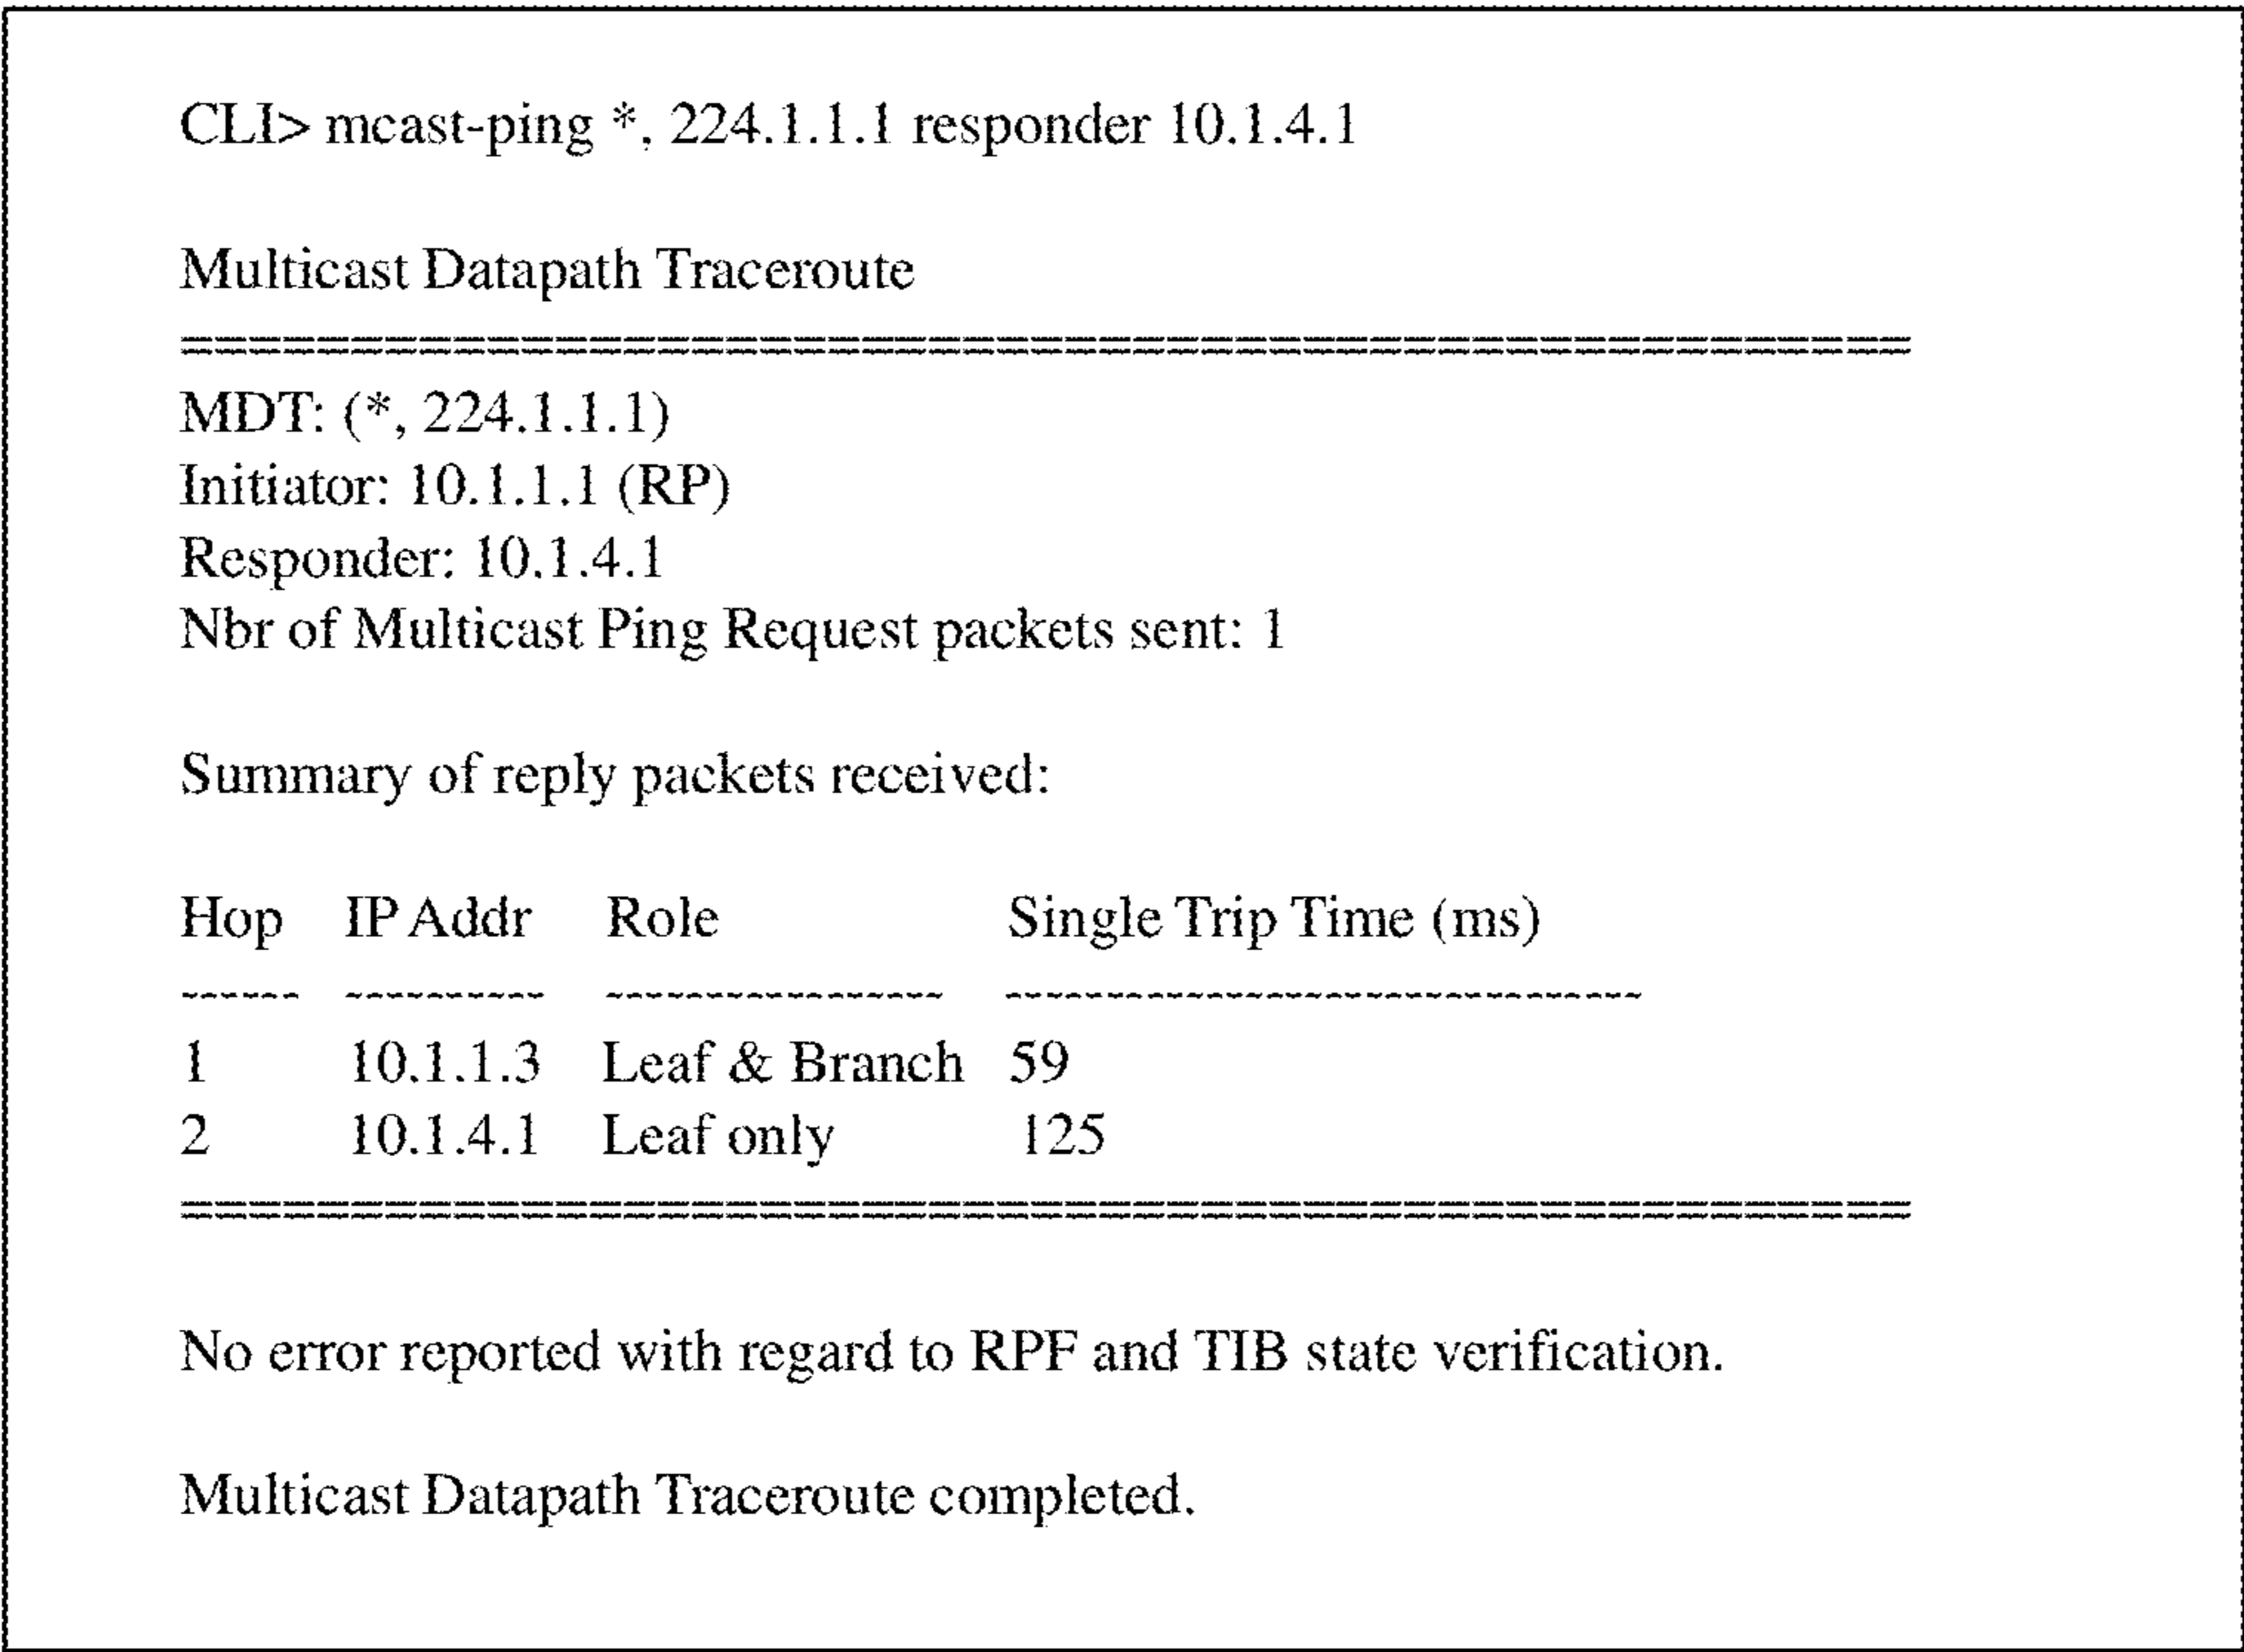 CLI> mcast-ping *, 224.1.1.1 responder 10.1.4.1
Multicast Datapath Traceroute
===================================================
MDT: (*, 224.1.1.1)
Initiator: 10.1.1.1 (RP)
Responder: 10.1.4.1
Nbr of Multicast Ping Request packets sent: 1
Summary of reply packets received:
Hop IP Addr Role Single Trip Time (ms)
------ ---------- ----------------- --------------------------------
1 10.1.1.3 Leaf & Branch 59
2 10.1.4.1 Leaf only 125
===================================================
No error reported with regard to RPF and TIB state verification.
Multicast Datapath Traceroute completed.